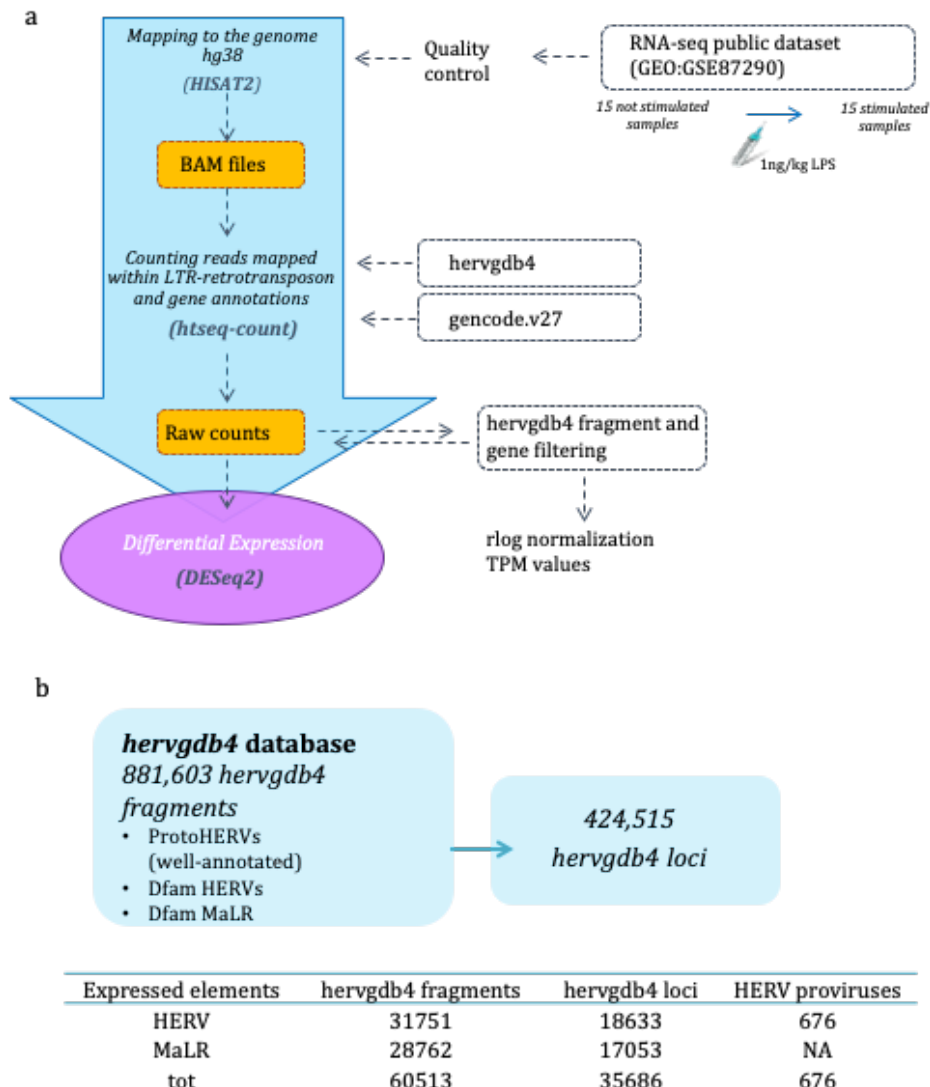 a
Mapping to the genome
hg38
(HISAT2)
Quality
control
RNA-seq public dataset
(GEO:GSE87290)
15 not stimulated
samples
15 stimulated
samples
1ng/kg LPS
BAM files
Counting reads mapped
within LTR-retrotransposon
and gene annotations
(htseq-count)
hervgdb4
gencode.v27
Raw counts
hervgdb4 fragment and
gene filtering
rlog normalization
TPM values
Differential Expression
(DESeq2)
b
hervgdb4 database
881,603 hervgdb4
fragments
• ProtoHERVs
(well-annotated)
• Dfam HERVs
• Dfam MaLR
424,515
hervgdb4 loci
Expressed elements hervgdb4 fragments hervgdb4 loci HERV proviruses
HERV 31751 18633 676
MaLR 28762 17053 NA
tot 60513 35686 676